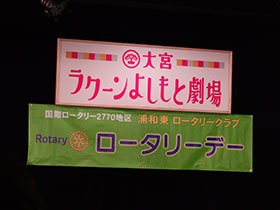 大宮
ラクーンよしもと劇場
国際ロータリー2770地区 浦和東 ロータリークラブ
Rotary ロータリーデー